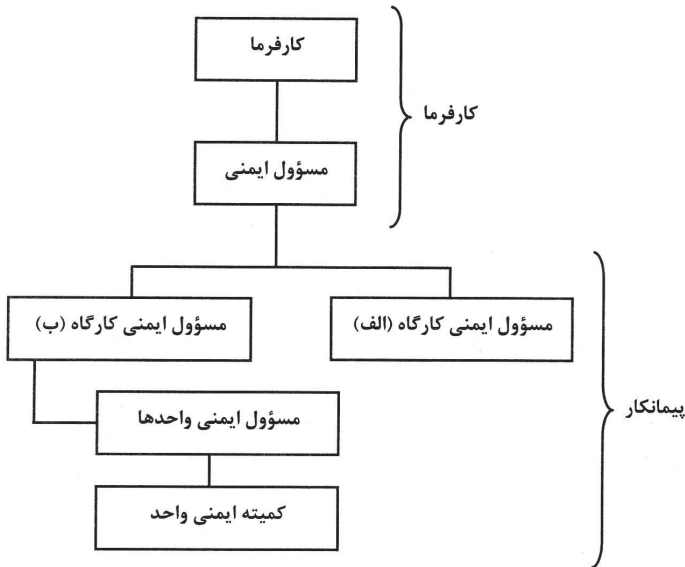 کارفرما
کارفرما
مسؤول ایمنی
مسؤول ایمنی کارگاه (الف)
مسؤول ایمنی کارگاه (ب)
مسؤول ایمنی واحدها
پیمانکار
کمیته ایمنی واحد